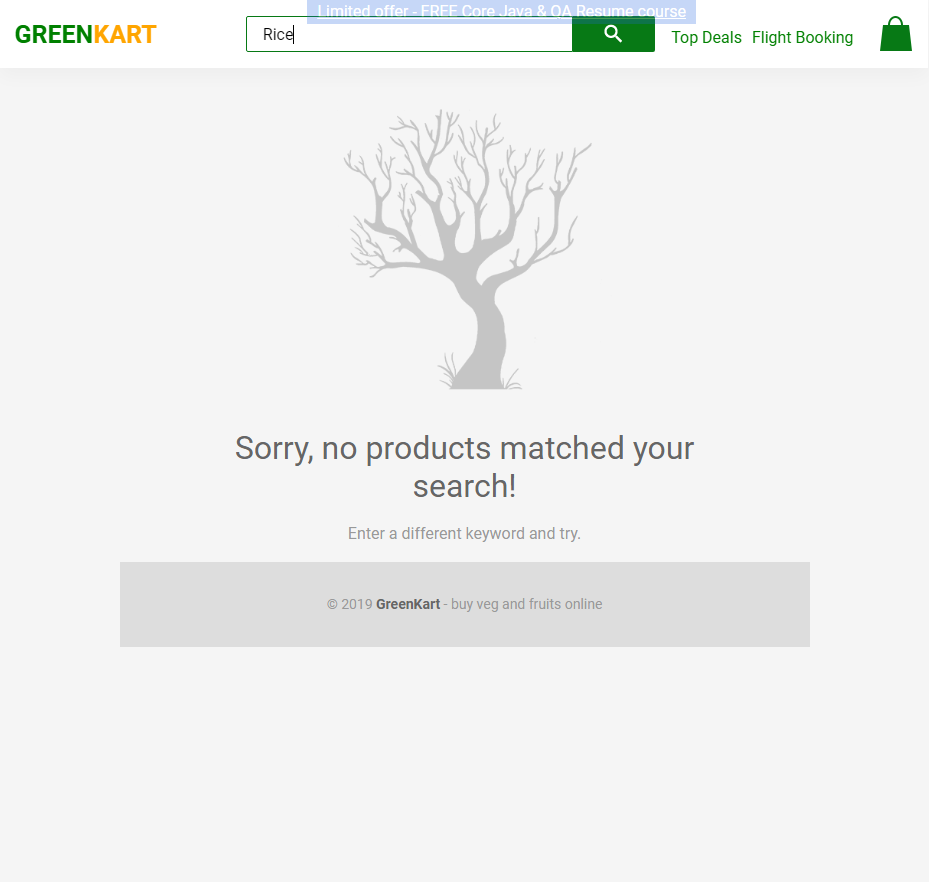 Limited offer - FREE Core Java & QA Resume course
GREENKART
Rice
Top Deals Flight Booking
Sorry, no products matched your
search!
Enter a different keyword and try.
© 2019 GreenKart - buy veg and fruits online